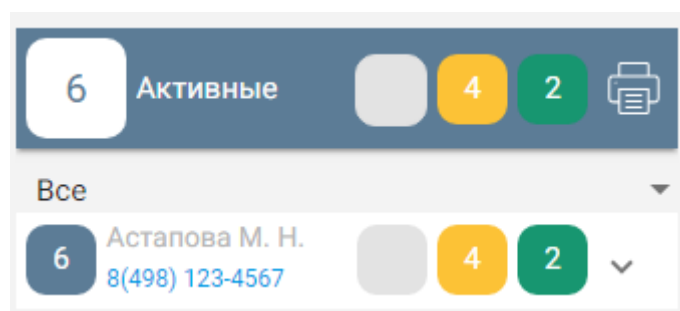 6 Активные 4 2
Все
6 Астапова М. Н. 4 2
8(498) 123-4567